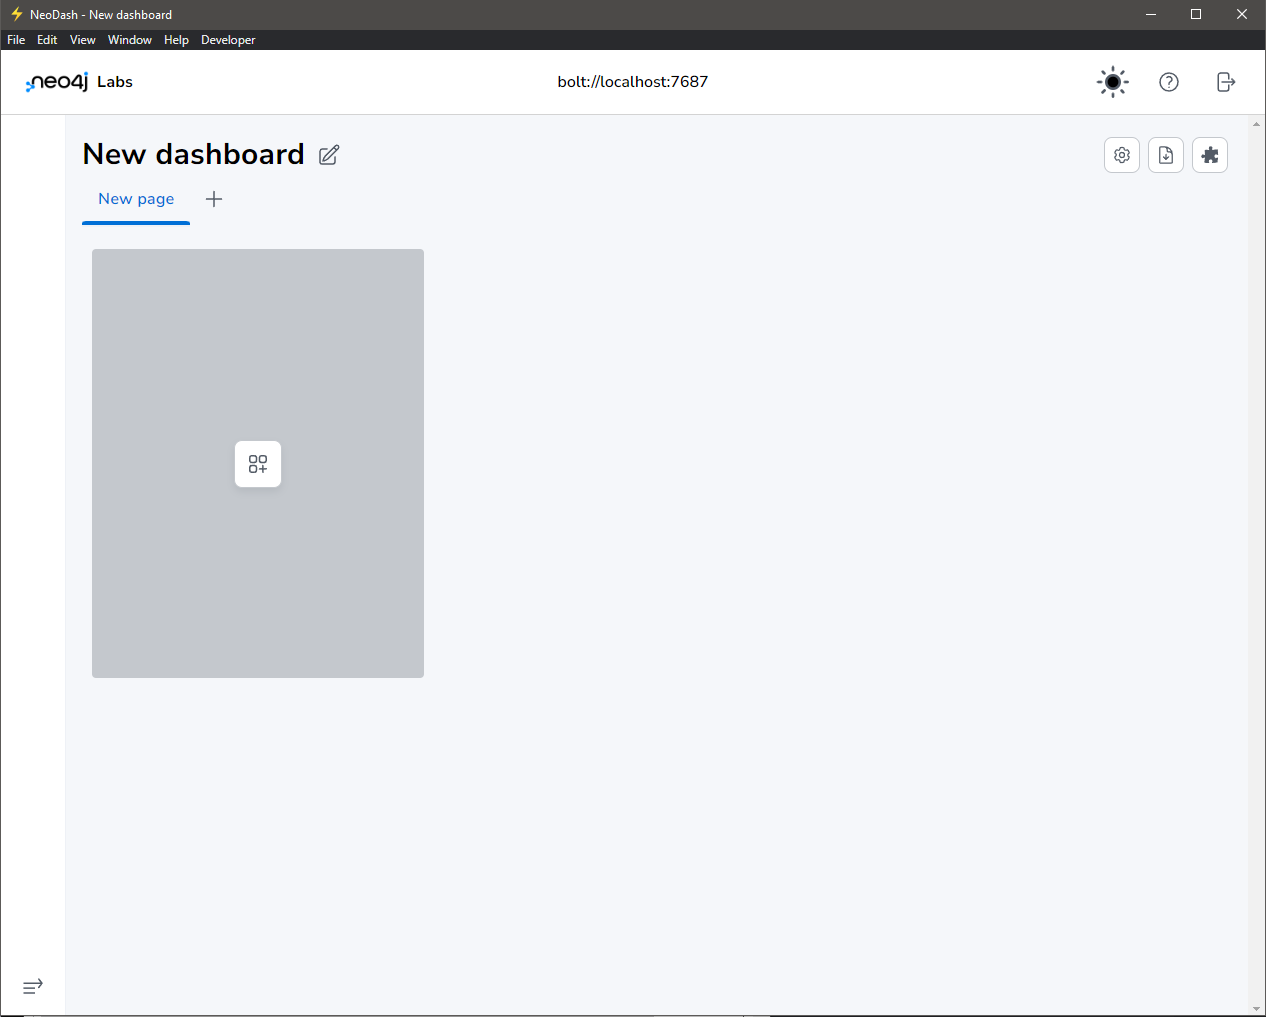 NeoDash - New dashboard
File Edit View Window Help Developer
neo4j Labs
bolt://localhost:7687
New dashboard
New page